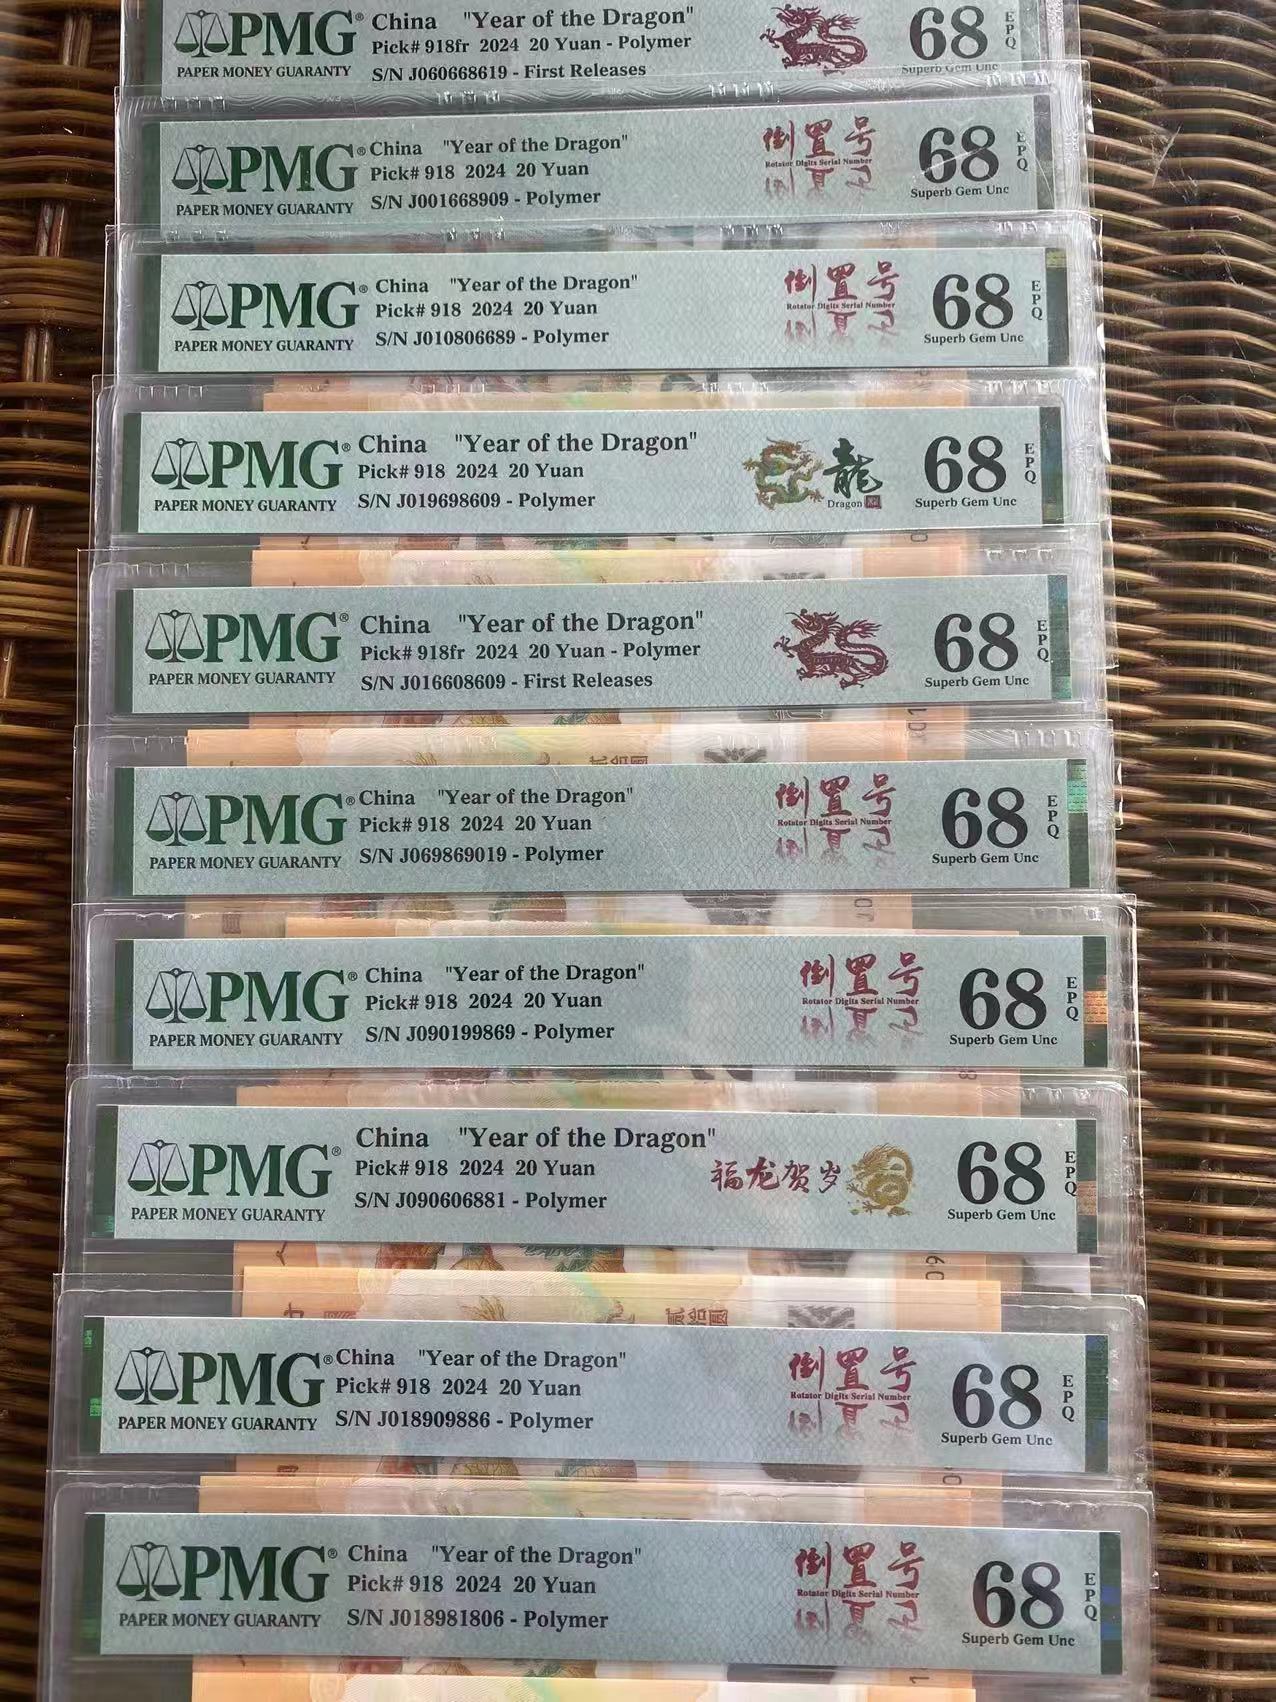 PMG® China "Year of the Dragon" 68 EPQ
Pick# 918fr 2024 20 Yuan - Polymer
PAPER MONEY GUARANTY S/N J060668619 - First Releases Superb Gem Unc
PMG® China "Year of the Dragon" 倒置号 68 EPQ
Pick# 918 2024 20 Yuan Rotator Digits Serial Number
PAPER MONEY GUARANTY S/N J001668909 - Polymer Superb Gem Unc
PMG® China "Year of the Dragon" 倒置号 68 EPQ
Pick# 918 2024 20 Yuan Rotator Digits Serial Number
PAPER MONEY GUARANTY S/N J010806689 - Polymer Superb Gem Unc
PMG® China "Year of the Dragon" 龍 68 EPQ
Pick# 918 2024 20 Yuan
PAPER MONEY GUARANTY S/N J019698609 - Polymer Dragon Superb Gem Unc
PMG® China "Year of the Dragon" 68 EPQ
Pick# 918fr 2024 20 Yuan - Polymer
PAPER MONEY GUARANTY S/N J016608609 - First Releases Superb Gem Unc
PMG® China "Year of the Dragon" 倒置号 68 EPQ
Pick# 918 2024 20 Yuan Rotator Digits Serial Number
PAPER MONEY GUARANTY S/N J069869019 - Polymer Superb Gem Unc
PMG® China "Year of the Dragon" 倒置号 68 EPQ
Pick# 918 2024 20 Yuan Rotator Digits Serial Number
PAPER MONEY GUARANTY S/N J090199869 - Polymer Superb Gem Unc
PMG® China "Year of the Dragon" 68 EPQ
Pick# 918 2024 20 Yuan 福龙贺岁
PAPER MONEY GUARANTY S/N J090606881 - Polymer Superb Gem Unc
PMG® China "Year of the Dragon" 倒置号 68 EPQ
Pick# 918 2024 20 Yuan Rotator Digits Serial Number
PAPER MONEY GUARANTY S/N J018909886 - Polymer Superb Gem Unc
PMG® China "Year of the Dragon" 倒置号 68 EPQ
Pick# 918 2024 20 Yuan Rotator Digits Serial Number
PAPER MONEY GUARANTY S/N J018981806 - Polymer Superb Gem Unc